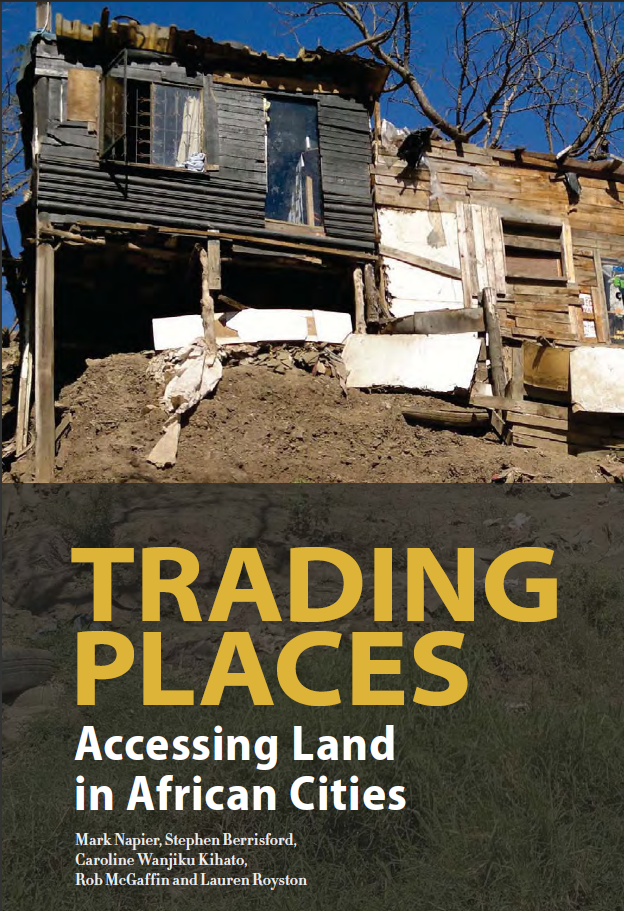 TRADING
PLACES
Accessing Land
in African Cities
Mark Napier, Stephen Berrisford,
Caroline Wanjiku Kihato,
Rob McGaffin and Lauren Royston